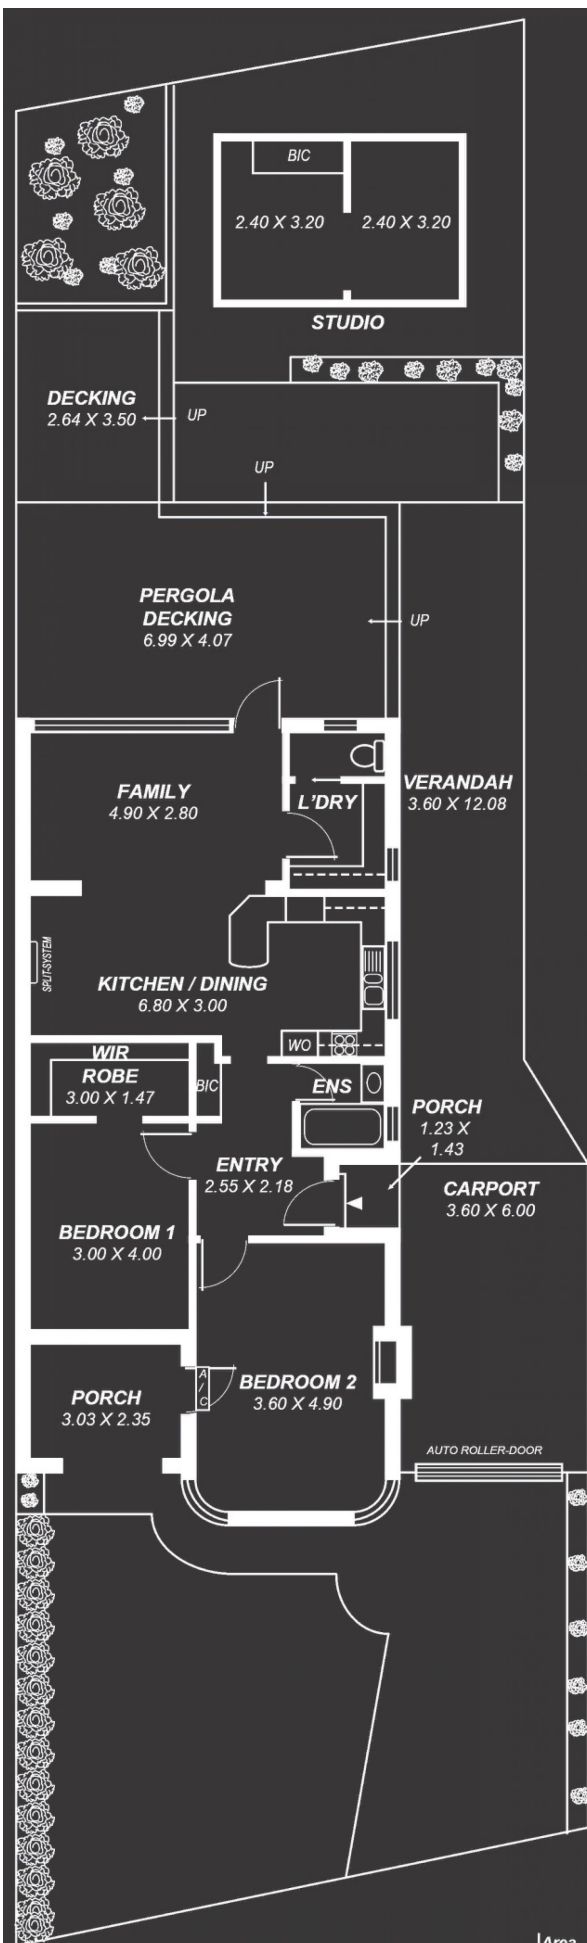 BIC
2.40 X 3.20
2.40 X 3.20
STUDIO
DECKING
2.64 X 3.50
UP
UP
PERGOLA
DECKING
6.99 X 4.07
UP
FAMILY
4.90 X 2.80
L'DRY
VERANDAH
3.60 X 12.08
SPLIT-SYSTEM
KITCHEN / DINING
6.80 X 3.00
WO
WIR
ROBE
3.00 X 1.47
BIC
ENS
PORCH
1.23 X
1.43
ENTRY
2.55 X 2.18
CARPORT
3.60 X 6.00
BEDROOM 1
3.00 X 4.00
A
/
C
BEDROOM 2
3.60 X 4.90
PORCH
3.03 X 2.35
AUTO ROLLER-DOOR
Area